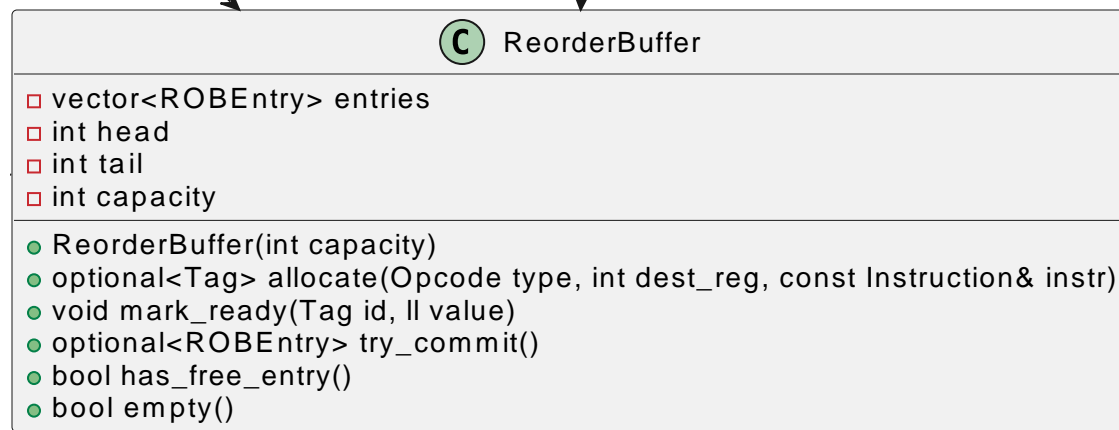 C ReorderBuffer
vector<ROBEntry> entries
int head
int tail
int capacity
ReorderBuffer(int capacity)
optional<Tag> allocate(Opcode type, int dest_reg, const Instruction& instr)
void mark_ready(Tag id, ll value)
optional<ROBEntry> try_commit()
bool has_free_entry()
bool empty()